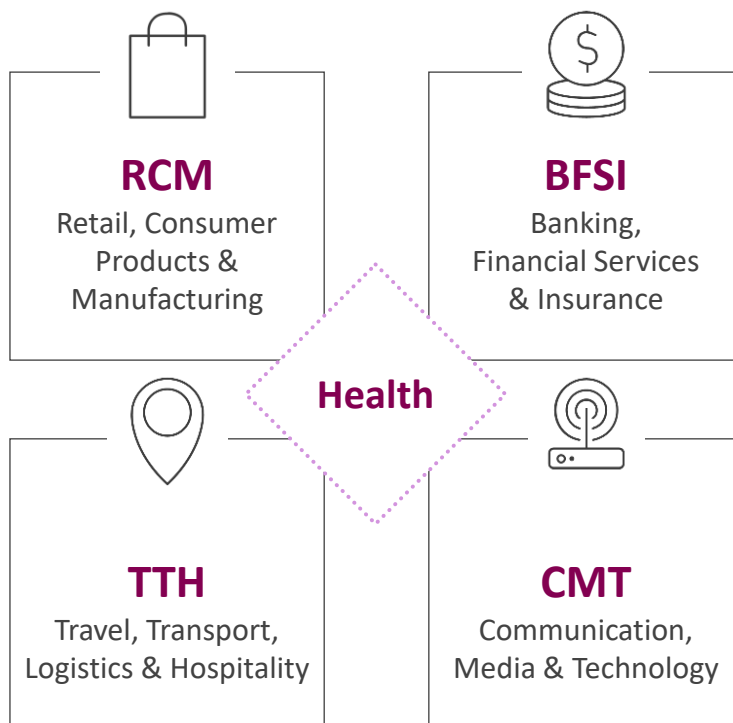 RCM
Retail, Consumer
Products &
Manufacturing
$
BFSI
Banking,
Financial Services
& Insurance
Health
TTH
Travel, Transport,
Logistics & Hospitality
CMT
Communication,
Media & Technology